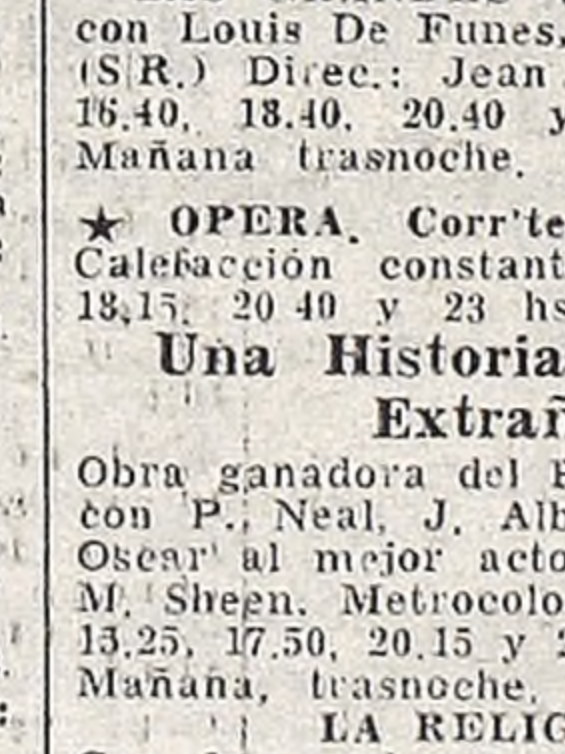 con Louis De Funes,
(S|R.) Direc.: Jean
16.40, 18.40, 20.40 y
Mañana trasnoche.
★ OPERA. Corr'te
Calefacción constant
18,15, 20 40 y 23 hs
Una Historia
Extrañ
Obra ganadora del
con P. Neal, J. Alb
Oscar al mejor acto
M. Sheen. Metrocolo
15.25, 17.50, 20.15 y 2
Mañana, trasnoche.
LA RELIG